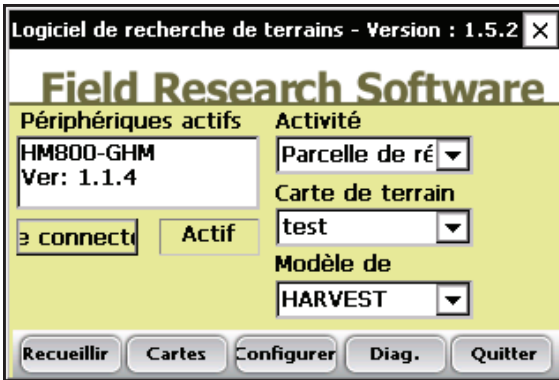 Logiciel de recherche de terrains - Version : 1.5.2
Field Research Software
Périphériques actifs
HM800-GHM
Ver: 1.1.4
e connecte
Actif
Activité
Parcelle de ré
Carte de terrain
test
Modèle de
HARVEST
Recueillir
Cartes
Configurer
Diag.
Quitter